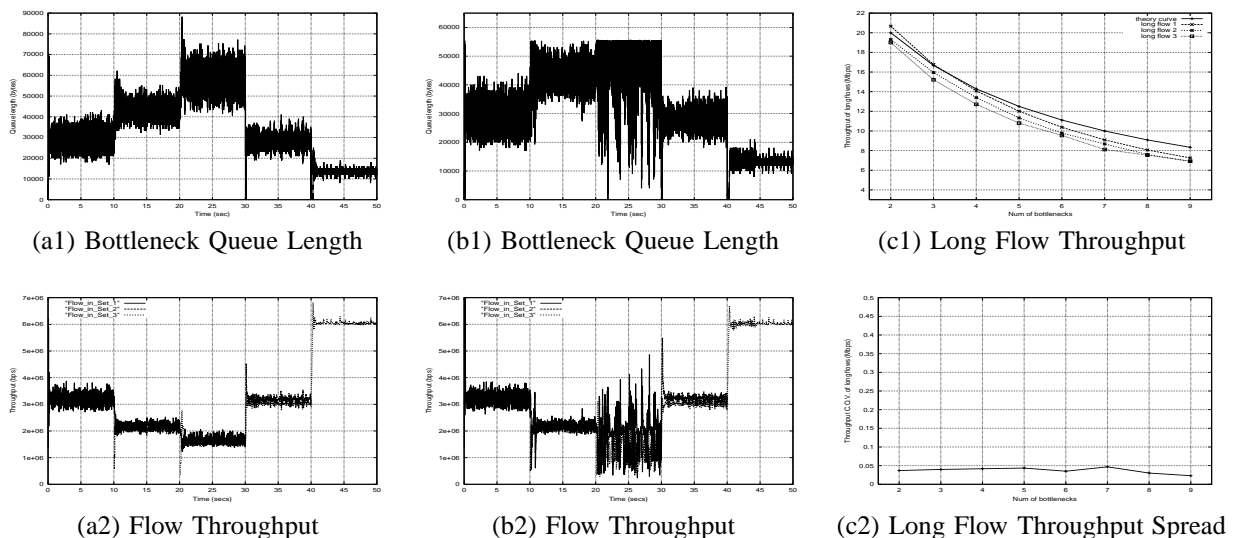 90000
80000
70000
60000
50000
40000
30000
20000
10000
0
Queue length (bytes)
0 5 10 15 20 25 30 35 40 45 50
Time (sec)
(a1) Bottleneck Queue Length
60000
50000
40000
30000
20000
10000
0
Queue length (bytes)
0 5 10 15 20 25 30 35 40 45 50
Time (sec)
(b1) Bottleneck Queue Length
theory curve
long flow 1
long flow 2
long flow 3
22
20
18
16
14
12
10
8
6
4
Throughput of long flows (Mbps)
2 3 4 5 6 7 8 9
Num of bottlenecks
(c1) Long Flow Throughput
"Flow_in_Set_1"
"Flow_in_Set_2"
"Flow_in_Set_3"
7e+06
6e+06
5e+06
4e+06
3e+06
2e+06
1e+06
0
Throughput (bps)
0 5 10 15 20 25 30 35 40 45 50
Time (secs)
(a2) Flow Throughput
"Flow_in_Set_1"
"Flow_in_Set_2"
"Flow_in_Set_3"
7e+06
6e+06
5e+06
4e+06
3e+06
2e+06
1e+06
0
Throughput (bps)
0 5 10 15 20 25 30 35 40 45 50
Time (secs)
(b2) Flow Throughput
0.5
0.45
0.4
0.35
0.3
0.25
0.2
0.15
0.1
0.05
0
Throughput C.O.V. of long flows (Mbps)
2 3 4 5 6 7 8 9
Num of bottlenecks
(c2) Long Flow Throughput Spread